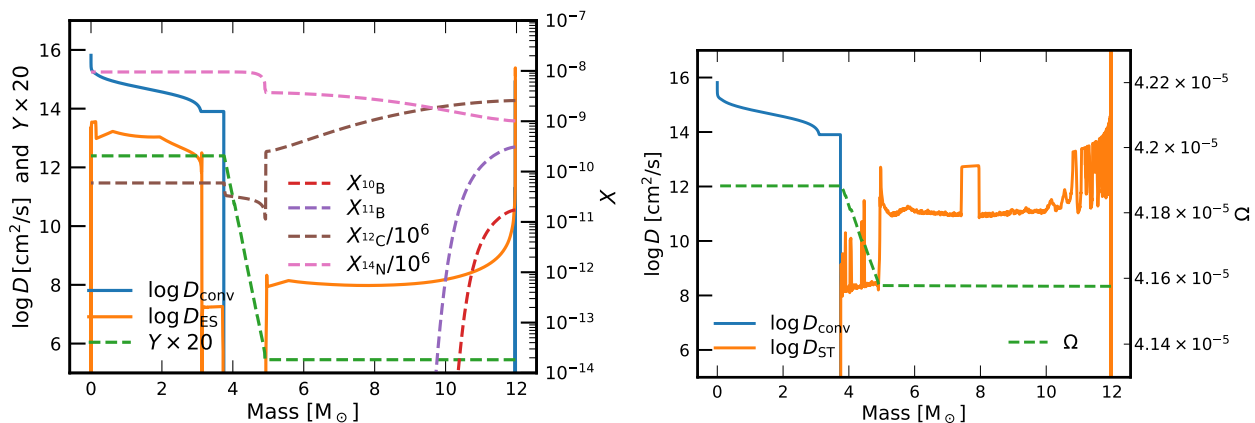 16
14
12
10
8
6
log D [cm²/s] and Y × 20
0 2 4 6 8 10 12
Mass [M⊙]
10⁻⁷
10⁻⁸
10⁻⁹
10⁻¹⁰
10⁻¹¹
10⁻¹²
10⁻¹³
10⁻¹⁴
X
X¹⁰B
X¹¹B
X¹²C/10⁶
X¹⁴N/10⁶
log D_conv
log D_ES
Y × 20
16
14
12
10
8
6
log D [cm²/s]
0 2 4 6 8 10 12
Mass [M⊙]
4.22 × 10⁻⁵
4.2 × 10⁻⁵
4.18 × 10⁻⁵
4.16 × 10⁻⁵
4.14 × 10⁻⁵
Ω
log D_conv
log D_ST
Ω